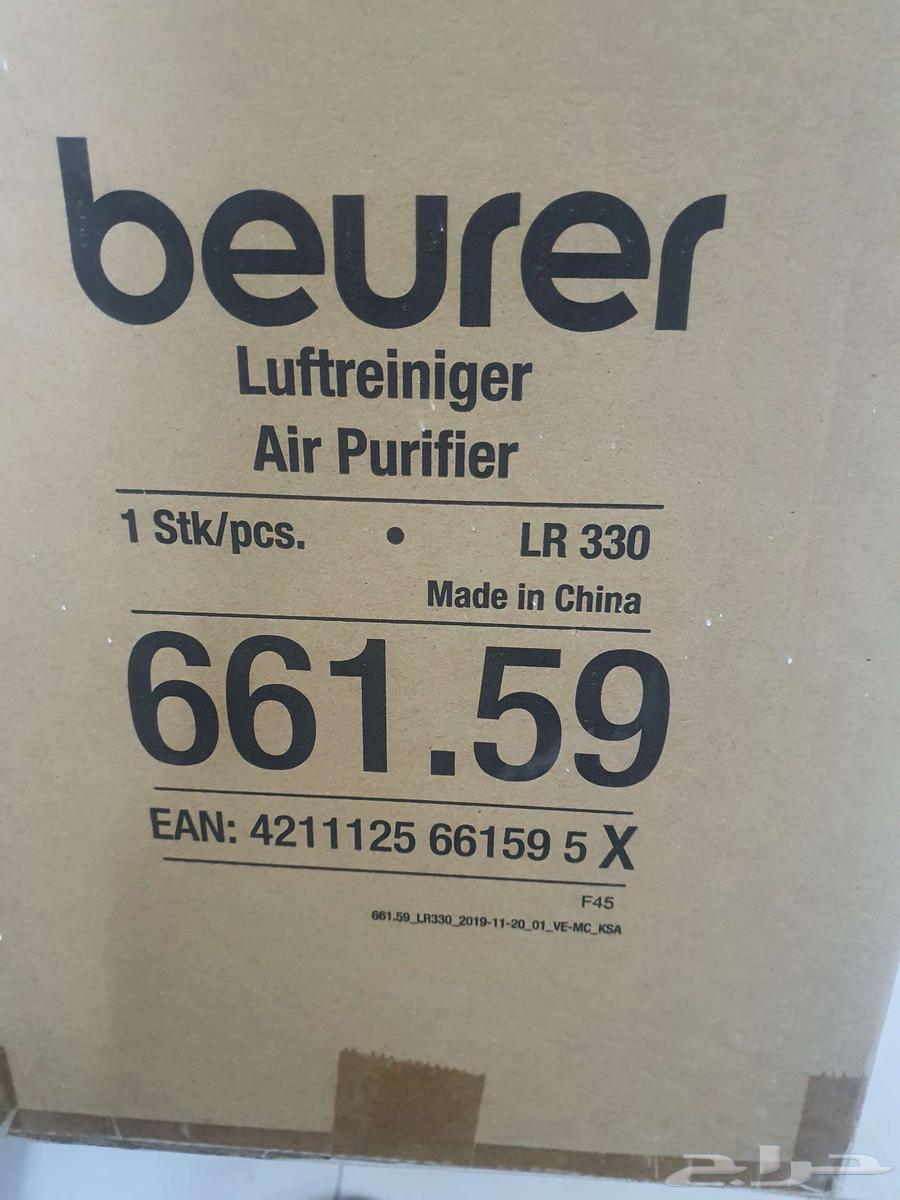 beurer
Luftreiniger
Air Purifier
1 Stk/pcs. • LR 330
Made in China
661.59
EAN: 4211125 66159 5 X
F45
661.59_LR330_2019-11-20_01_VE-MC_KSA
حراج